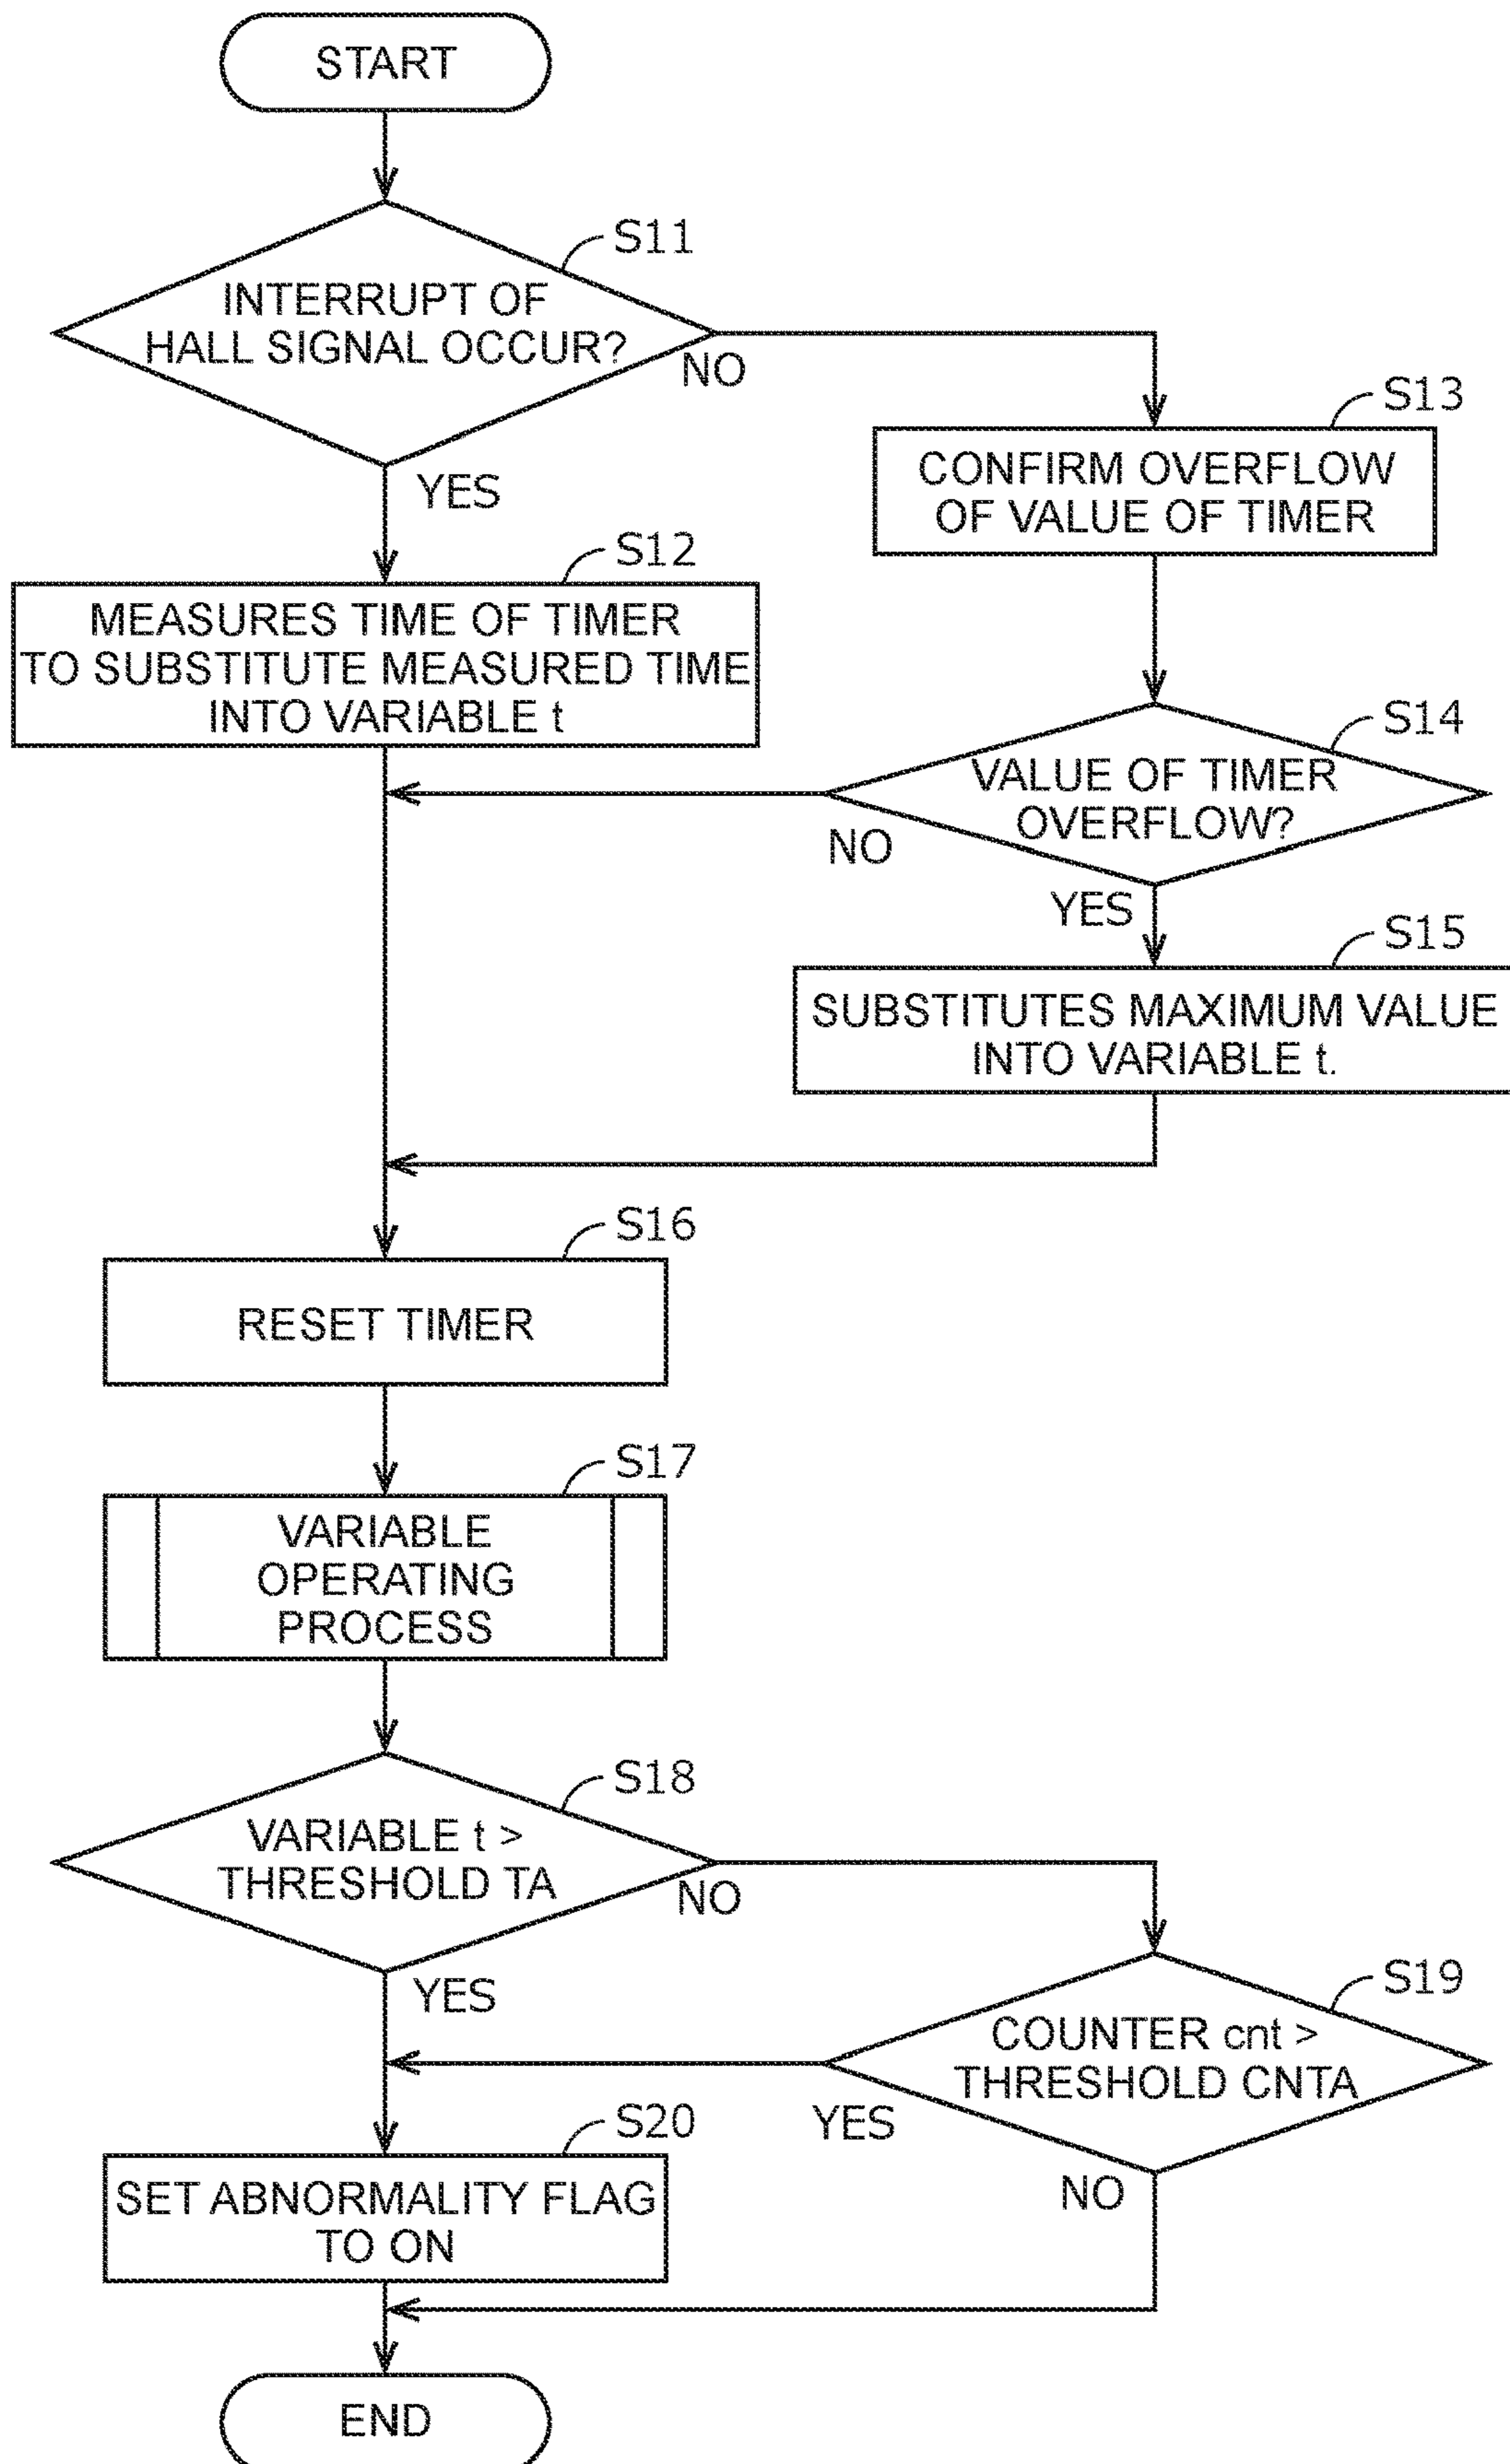 START
S11
INTERRUPT OF
HALL SIGNAL OCCUR?
NO
YES
S13
CONFIRM OVERFLOW
OF VALUE OF TIMER
S12
MEASURES TIME OF TIMER
TO SUBSTITUTE MEASURED TIME
INTO VARIABLE t
S14
VALUE OF TIMER
OVERFLOW?
NO
YES
S15
SUBSTITUTES MAXIMUM VALUE
INTO VARIABLE t.
S16
RESET TIMER
S17
VARIABLE
OPERATING
PROCESS
S18
VARIABLE t >
THRESHOLD TA
NO
YES
S19
COUNTER cnt >
THRESHOLD CNTA
YES
NO
S20
SET ABNORMALITY FLAG
TO ON
END